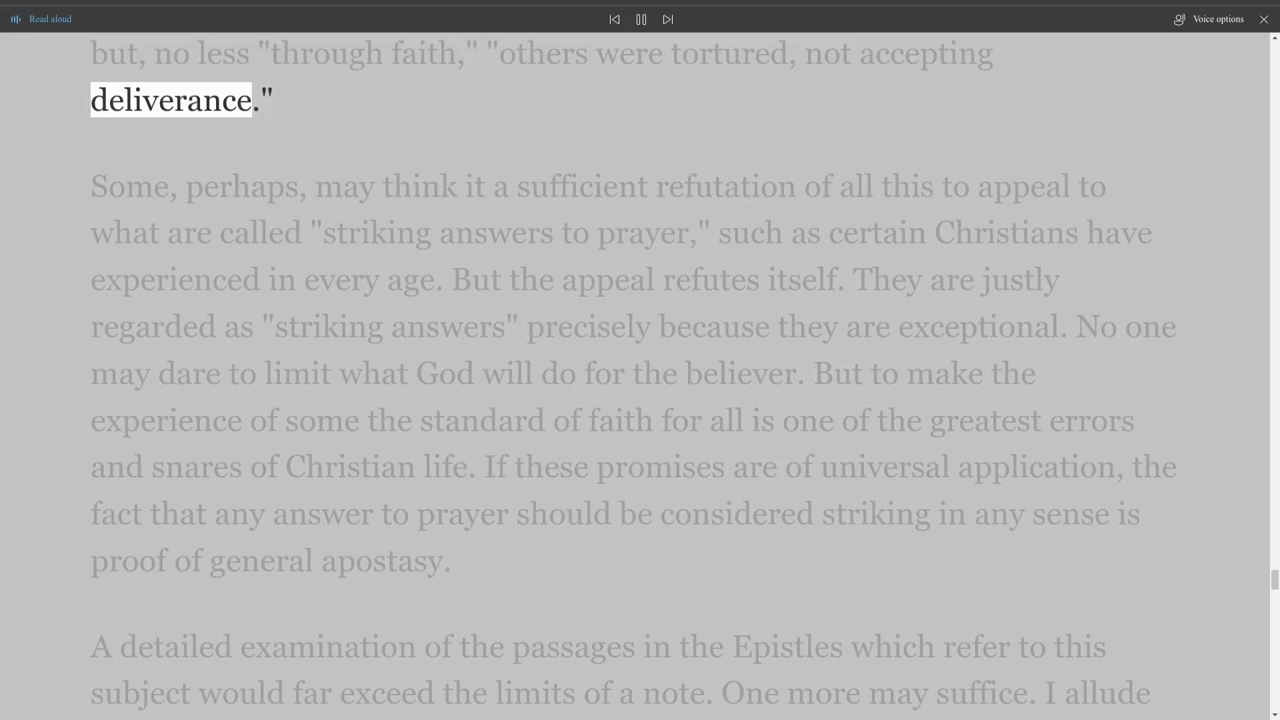 Read aloud
Voice options
but, no less "through faith," "others were tortured, not accepting
deliverance."
Some, perhaps, may think it a sufficient refutation of all this to appeal to
what are called "striking answers to prayer," such as certain Christians have
experienced in every age. But the appeal refutes itself. They are justly
regarded as "striking answers" precisely because they are exceptional. No one
may dare to limit what God will do for the believer. But to make the
experience of some the standard of faith for all is one of the greatest errors
and snares of Christian life. If these promises are of universal application, the
fact that any answer to prayer should be considered striking in any sense is
proof of general apostasy.
A detailed examination of the passages in the Epistles which refer to this
subject would far exceed the limits of a note. One more may suffice. I allude